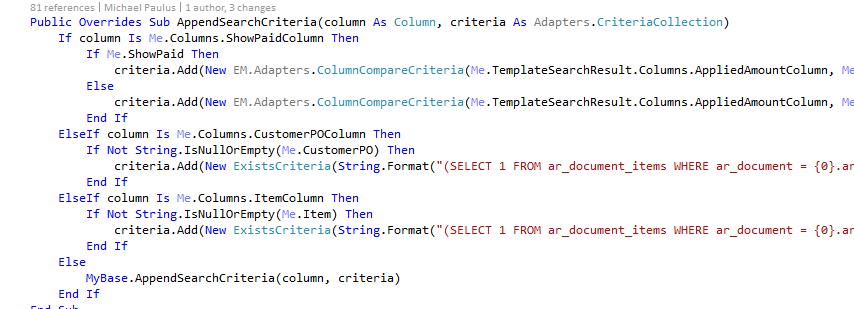 81 references | Michael Paulus | 1 author, 3 changes
Public Overrides Sub AppendSearchCriteria(column As Column, criteria As Adapters.CriteriaCollection)
If column Is Me.Columns.ShowPaidColumn Then
If Me.ShowPaid Then
criteria.Add(New EM.Adapters.ColumnCompareCriteria(Me.TemplateSearchResult.Columns.AppliedAmountColumn, Me
Else
criteria.Add(New EM.Adapters.ColumnCompareCriteria(Me.TemplateSearchResult.Columns.AppliedAmountColumn, Me
End If
ElseIf column Is Me.Columns.CustomerPOColumn Then
If Not String.IsNullOrEmpty(Me.CustomerPO) Then
criteria.Add(New ExistsCriteria(String.Format("(SELECT 1 FROM ar_document_items WHERE ar_document = {0}.ar
End If
ElseIf column Is Me.Columns.ItemColumn Then
If Not String.IsNullOrEmpty(Me.Item) Then
criteria.Add(New ExistsCriteria(String.Format("(SELECT 1 FROM ar_document_items WHERE ar_document = {0}.ar
End If
Else
MyBase.AppendSearchCriteria(column, criteria)
End If
End Sub